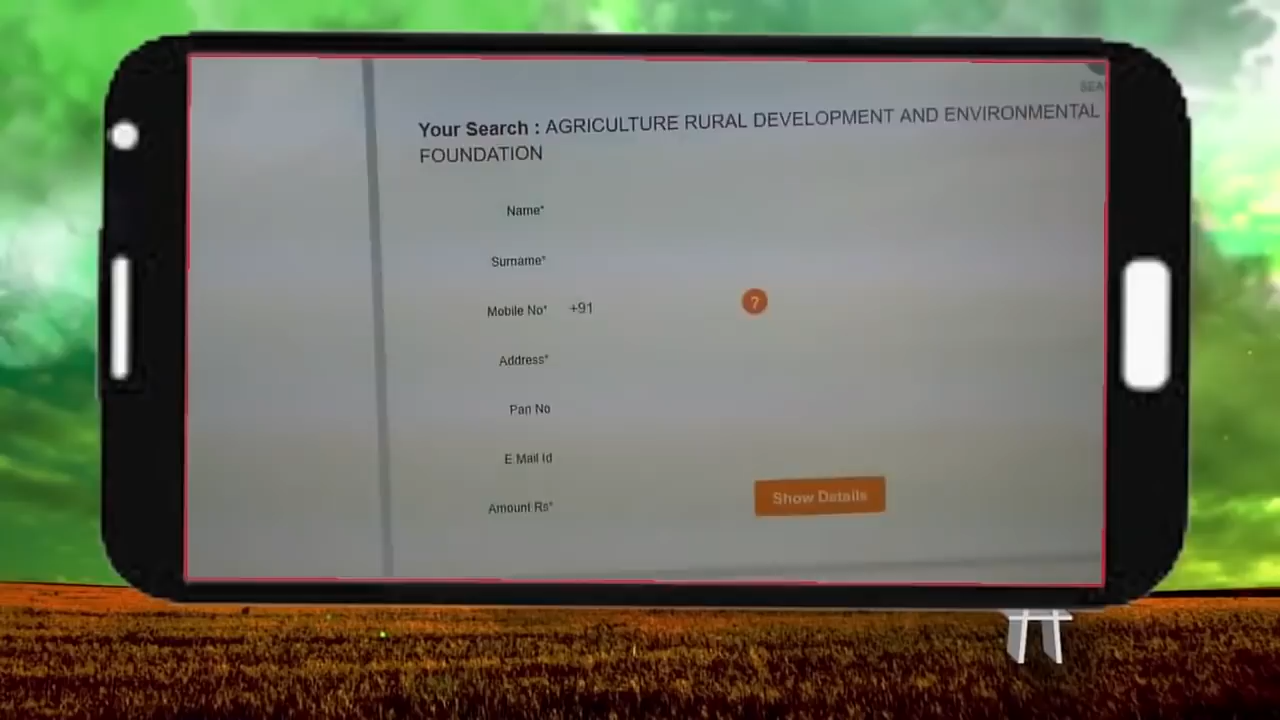 SEA
Your Search : AGRICULTURE RURAL DEVELOPMENT AND ENVIRONMENTAL
FOUNDATION
Name*
Surname*
Mobile No* +91
?
Address*
Pan No
E Mail Id
Show Details
Amount Rs*